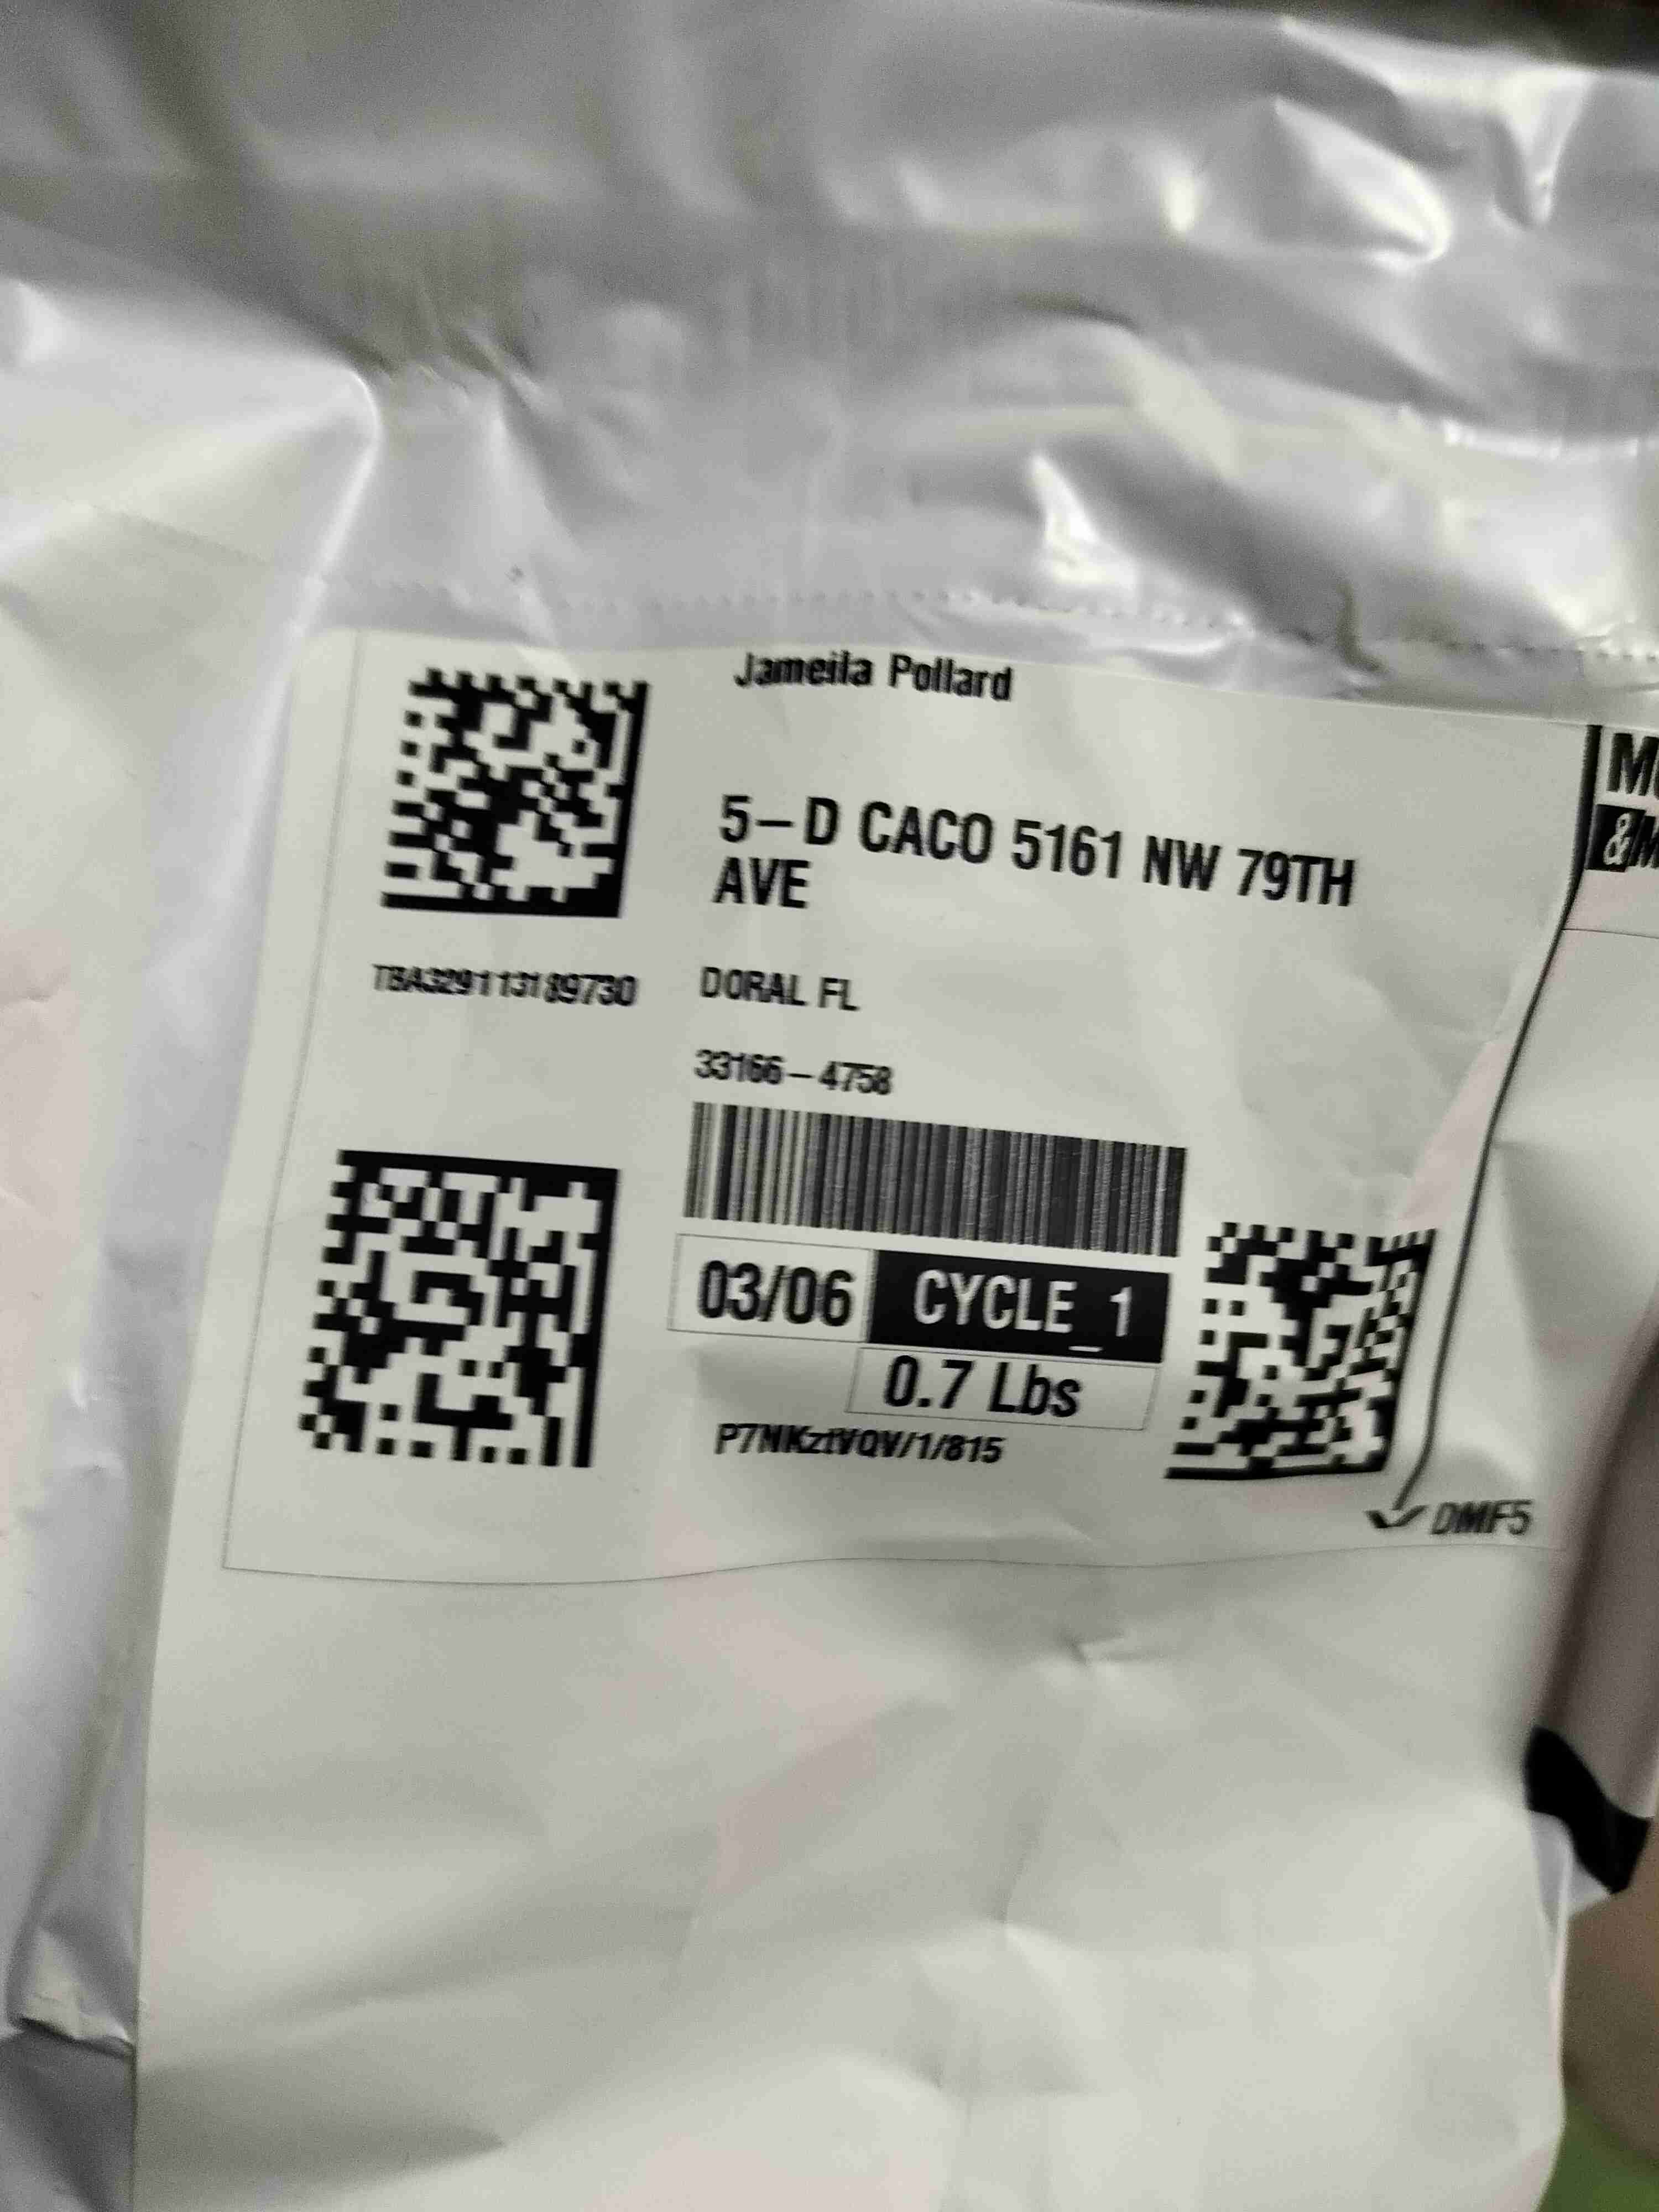 Jameila Pollard
5-D CACO 5161 NW 79TH
AVE
TBA329113189730
DORAL FL
33166-4758
03/06 CYCLE_1
0.7 Lbs
P7NKztVQV/1/815
DMF5